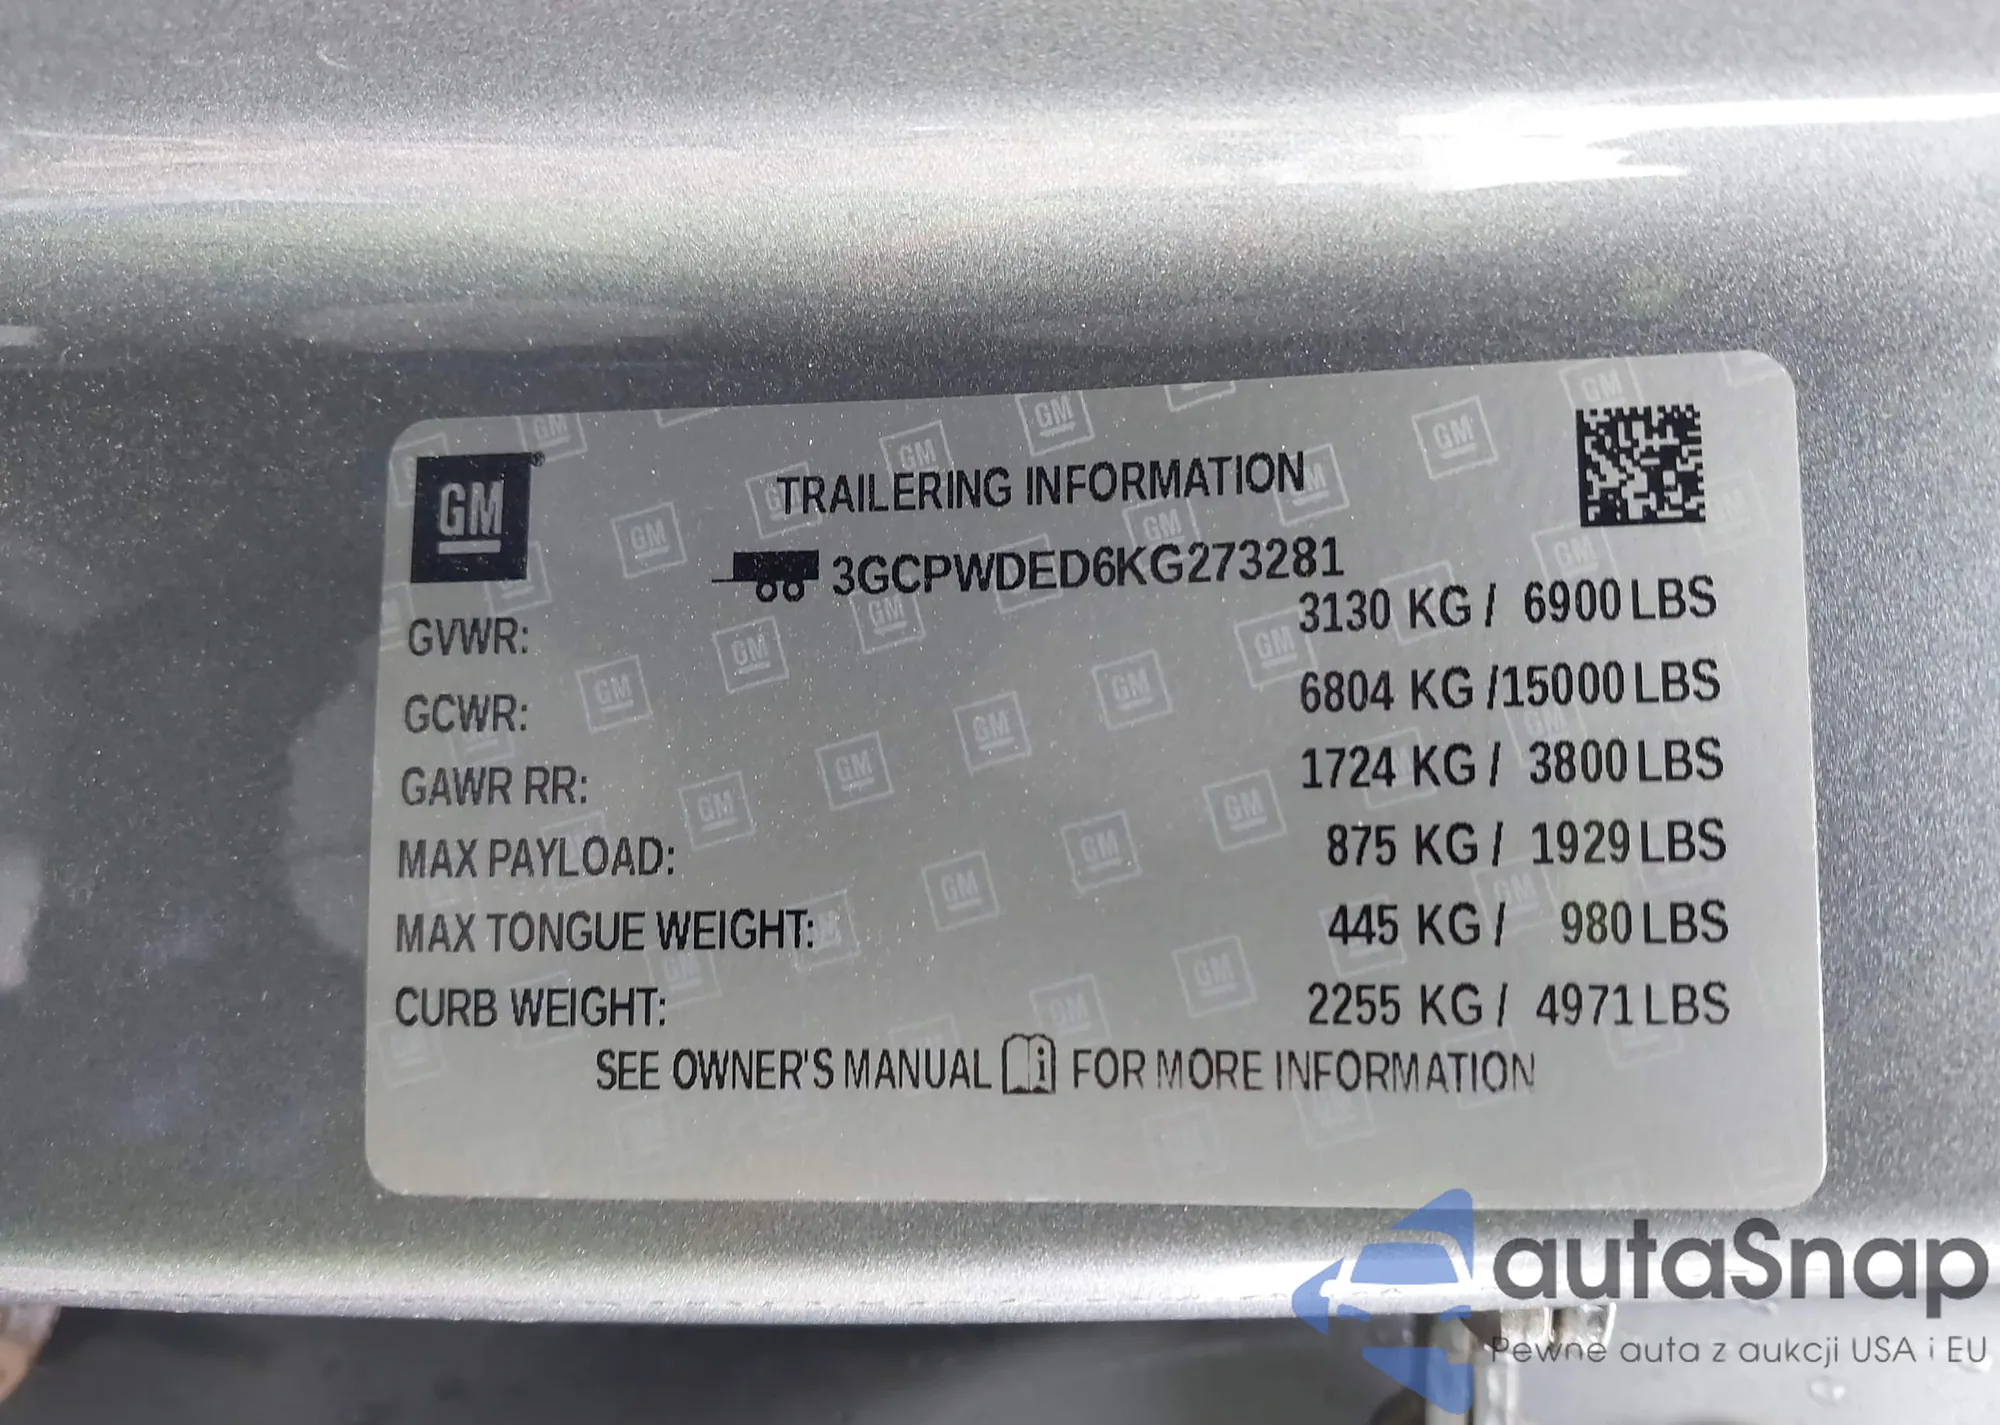 GM
TRAILERING INFORMATION
3GCPWDED6KG273281
GVWR: 3130 KG / 6900 LBS
GCWR: 6804 KG /15000 LBS
GAWR RR: 1724 KG / 3800 LBS
MAX PAYLOAD: 875 KG / 1929 LBS
MAX TONGUE WEIGHT: 445 KG / 980 LBS
CURB WEIGHT: 2255 KG / 4971 LBS
SEE OWNER'S MANUAL i FOR MORE INFORMATION
autaSnap
Pewne auta z aukcji USA i EU